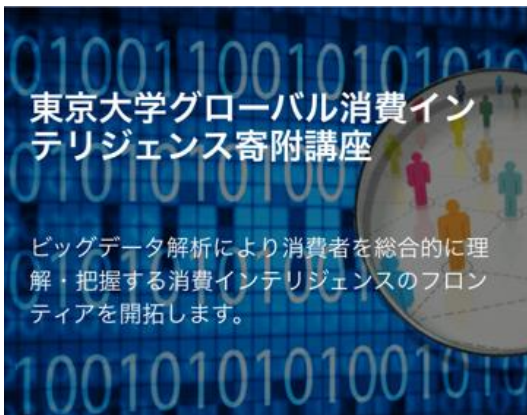 東京大学グローバル消費イン
テリジェンス寄附講座
ビッグデータ解析により消費者を総合的に理
解・把握する消費インテリジェンスのフロン
ティアを開拓します。